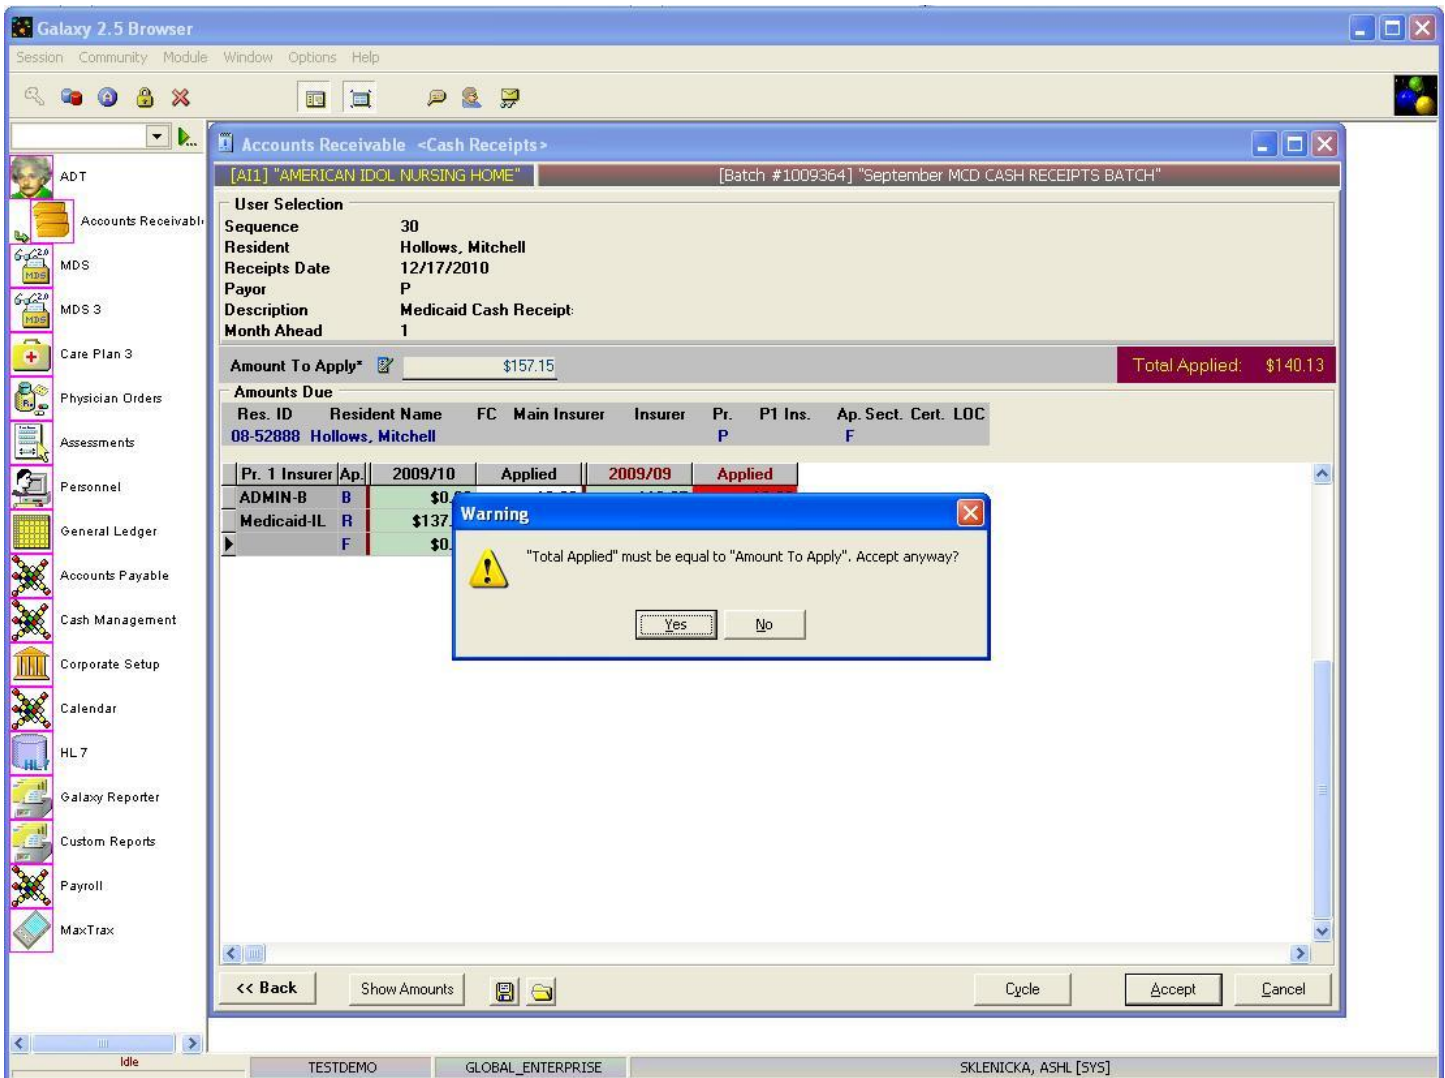 Galaxy 2.5 Browser
Session Community Module Window Options Help
ADT
Accounts Receivabl
MDS
MDS 3
Care Plan 3
Physician Orders
Assessments
Personnel
General Ledger
Accounts Payable
Cash Management
Corporate Setup
Calendar
HL 7
Galaxy Reporter
Custom Reports
Payroll
MaxTrax
Accounts Receivable <Cash Receipts>
[AI1] "AMERICAN IDOL NURSING HOME" [Batch #1009364] "September MCD CASH RECEIPTS BATCH"
User Selection
Sequence 30
Resident Hollows, Mitchell
Receipts Date 12/17/2010
Payor P
Description Medicaid Cash Receipt
Month Ahead 1
Amount To Apply* $157.15 Total Applied: $140.13
Amounts Due
Res. ID Resident Name FC Main Insurer Insurer Pr. P1 Ins. Ap. Sect. Cert. LOC
08-52888 Hollows, Mitchell P F
Pr. 1 Insurer Ap. 2009/10 Applied 2009/09 Applied
ADMIN-B B $0.
Medicaid-IL R $137.
F $0.
Warning
"Total Applied" must be equal to "Amount To Apply". Accept anyway?
Yes No
<< Back Show Amounts Cycle Accept Cancel
Idle TESTDEMO GLOBAL_ENTERPRISE SKLENICKA, ASHL [SYS]